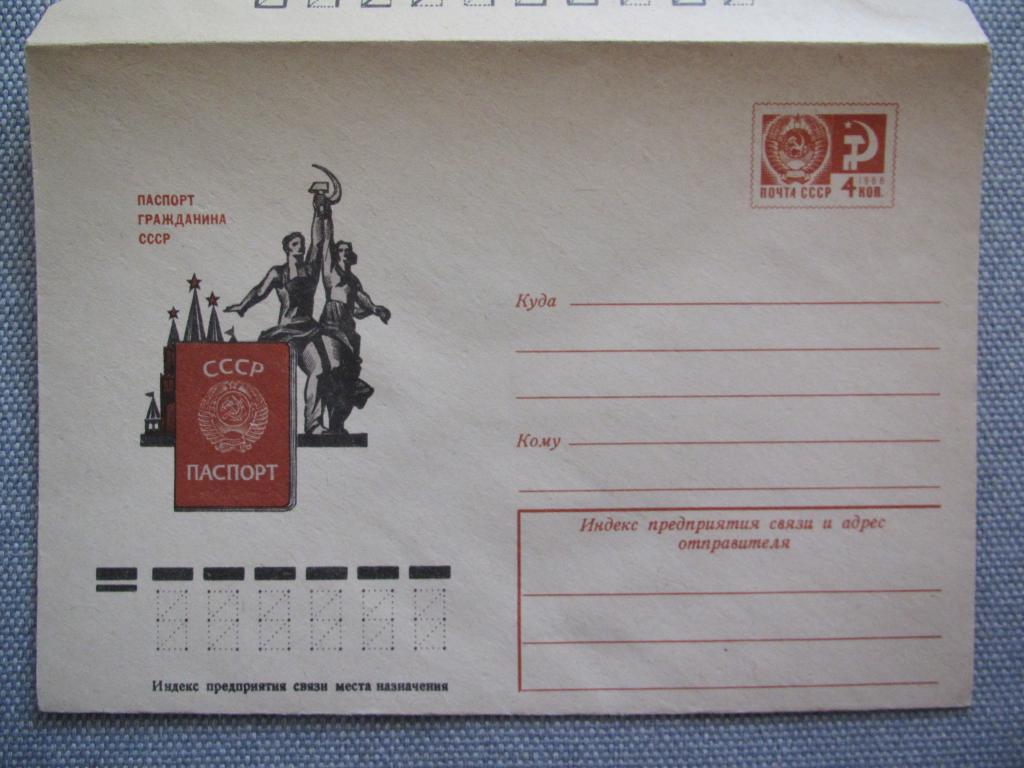 ПАСПОРТ
ГРАЖДАНИНА
СССР
СССР
ПАСПОРТ
1966
ПОЧТА СССР 4 КОП.
Куда
Кому
Индекс предприятия связи и адрес
отправителя
Индекс предприятия связи места назначения